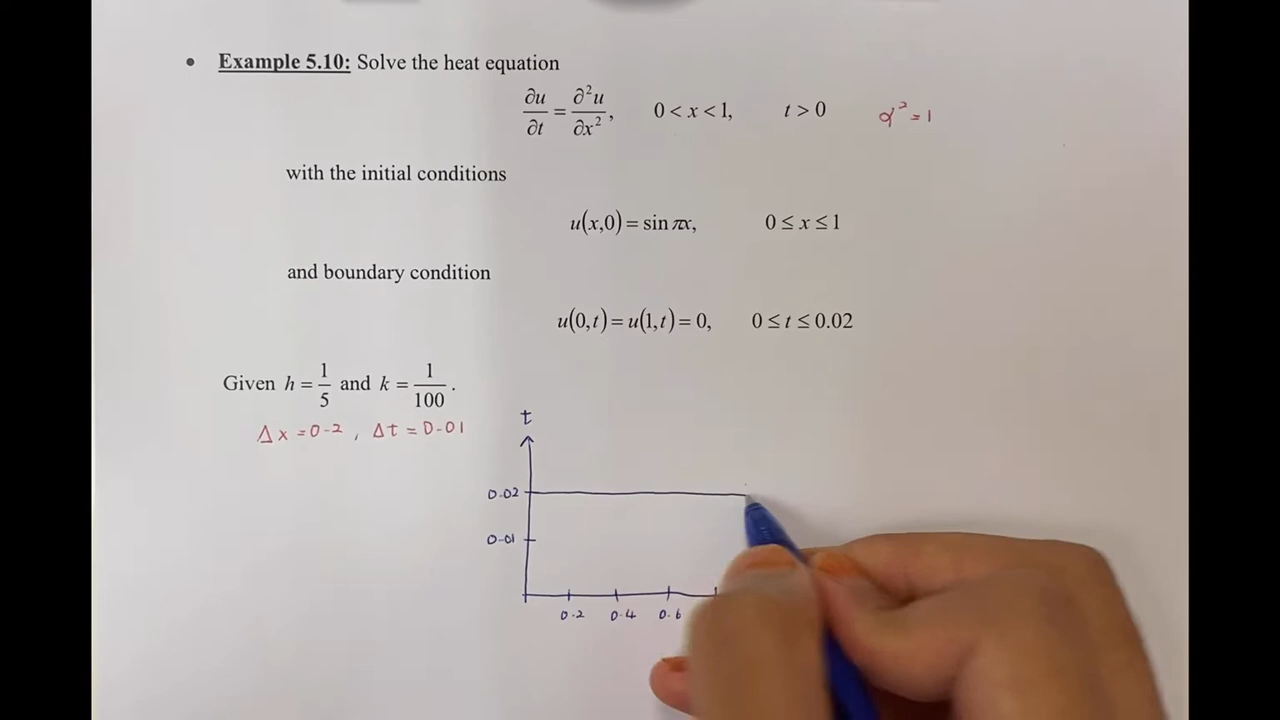 • Example 5.10: Solve the heat equation
∂u/∂t = ∂²u/∂x², 0 < x < 1, t > 0 α² = 1
with the initial conditions
u(x,0) = sin πx, 0 ≤ x ≤ 1
and boundary condition
u(0,t) = u(1,t) = 0, 0 ≤ t ≤ 0.02
Given h = 1/5 and k = 1/100 .
Δx = 0.2 , Δt = 0.01
t
0.02
0.01
0.2 0.4 0.6